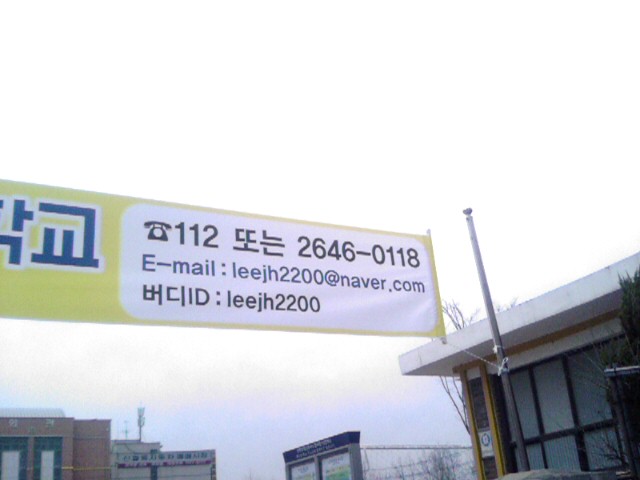 학교
☎112 또는 2646-0118
E-mail : leejh2200@naver.com
버디ID : leejh2200